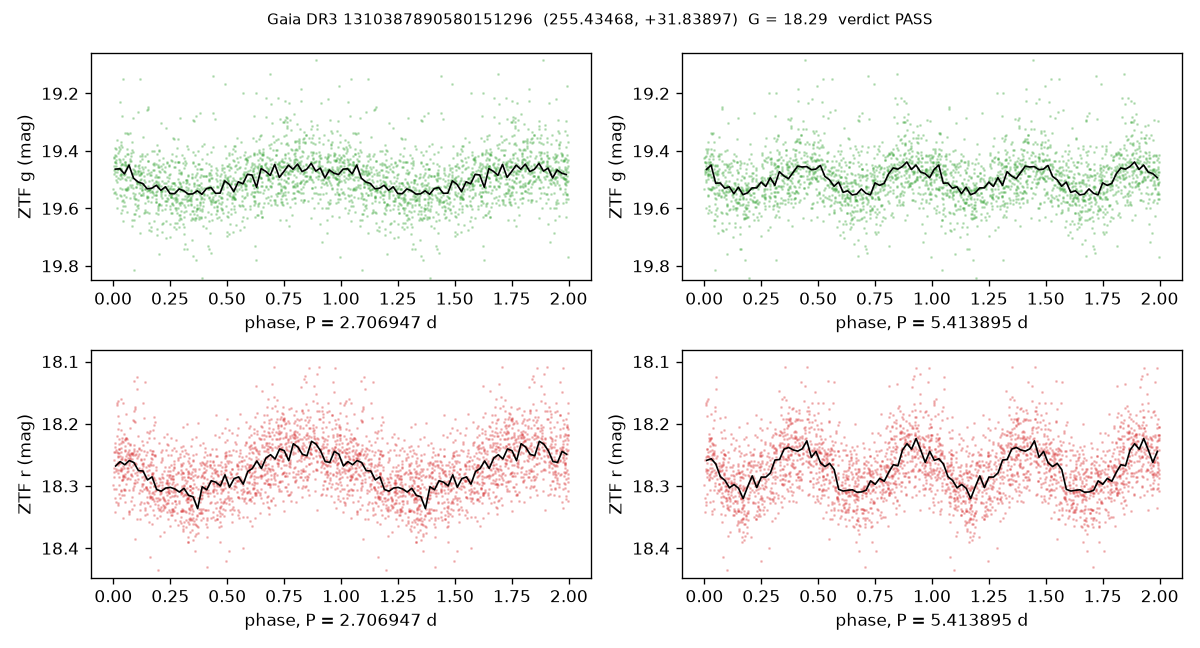 Gaia DR3 1310387890580151296 (255.43468, +31.83897) G = 18.29 verdict PASS
ZTF g (mag)
19.2
19.4
19.6
19.8
0.00 0.25 0.50 0.75 1.00 1.25 1.50 1.75 2.00
phase, P = 2.706947 d
ZTF g (mag)
19.2
19.4
19.6
19.8
0.00 0.25 0.50 0.75 1.00 1.25 1.50 1.75 2.00
phase, P = 5.413895 d
ZTF r (mag)
18.1
18.2
18.3
18.4
0.00 0.25 0.50 0.75 1.00 1.25 1.50 1.75 2.00
phase, P = 2.706947 d
ZTF r (mag)
18.1
18.2
18.3
18.4
0.00 0.25 0.50 0.75 1.00 1.25 1.50 1.75 2.00
phase, P = 5.413895 d